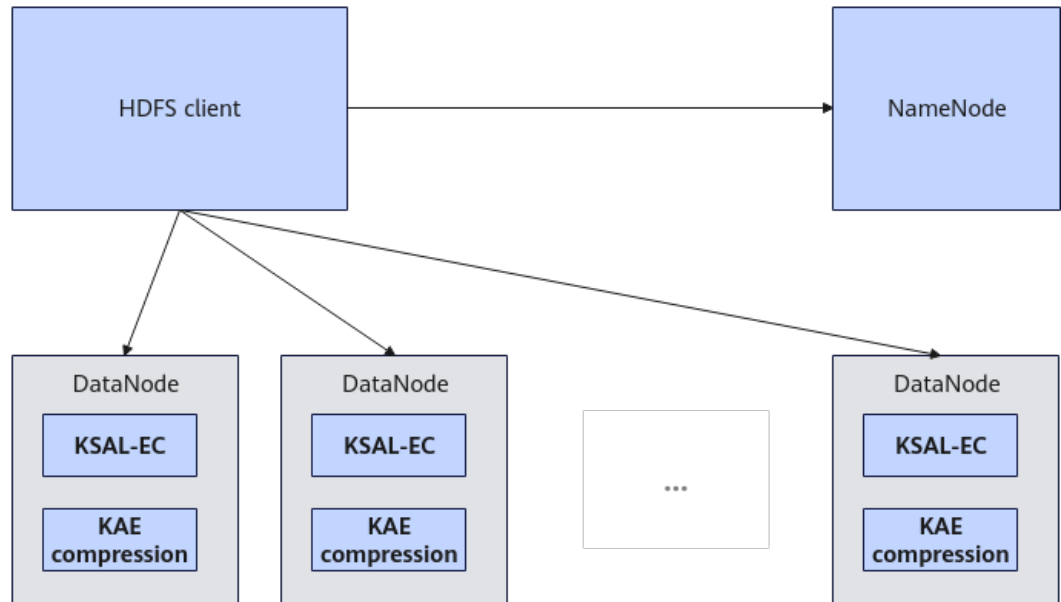 HDFS client
NameNode
DataNode
KSAL-EC
KAE
compression
DataNode
KSAL-EC
KAE
compression
...
DataNode
KSAL-EC
KAE
compression